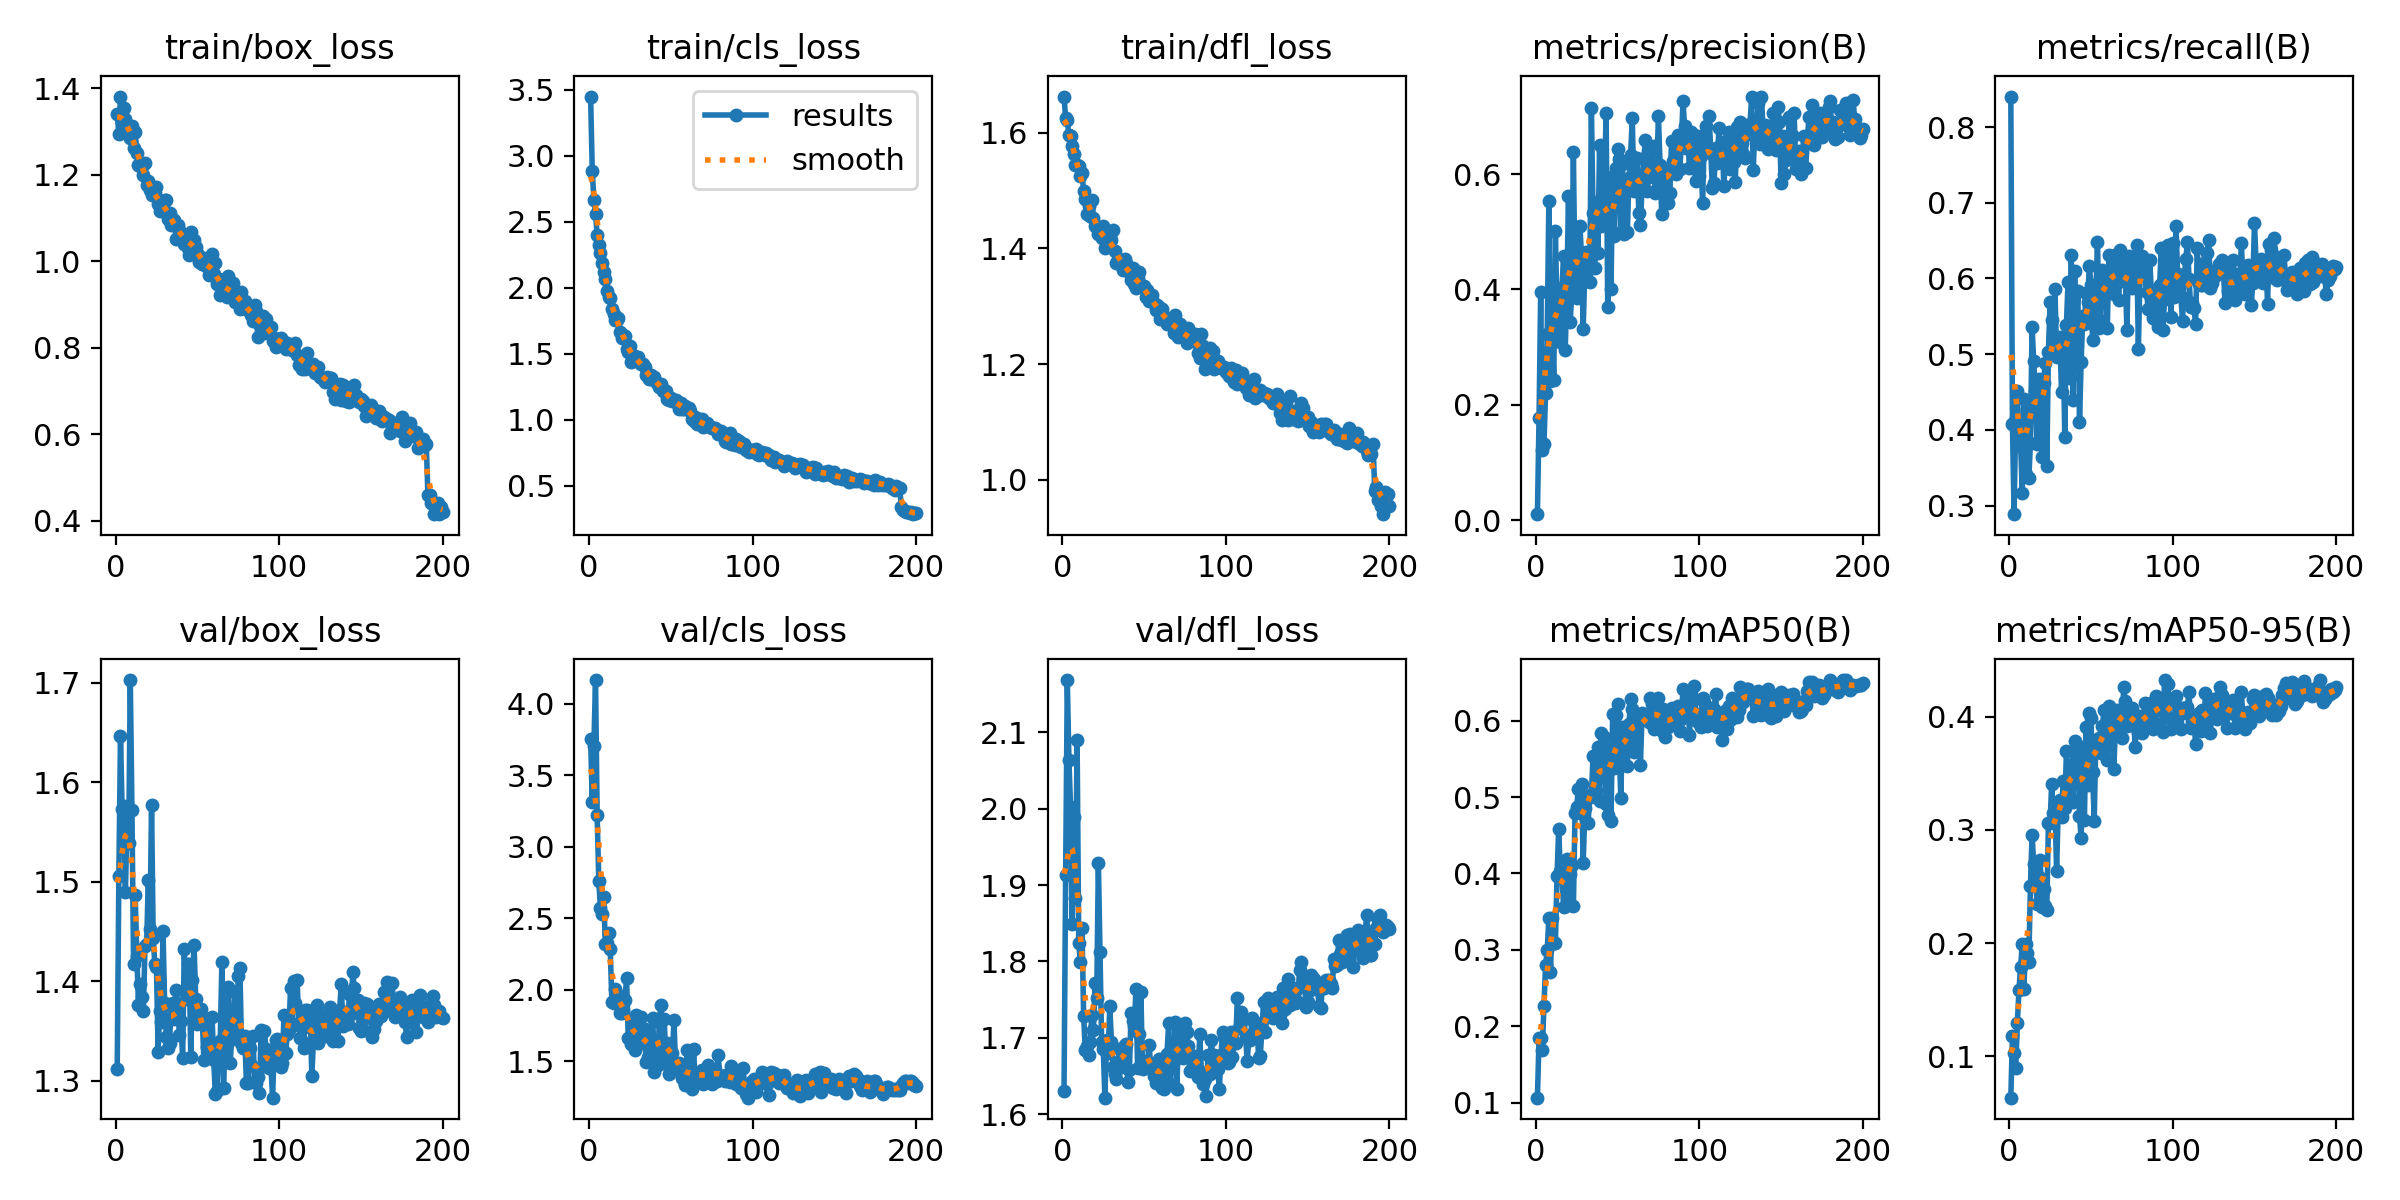 train/box_loss
1.4
1.2
1.0
0.8
0.6
0.4
0 100 200
train/cls_loss
3.5
3.0
2.5
2.0
1.5
1.0
0.5
results
smooth
0 100 200
train/dfl_loss
1.6
1.4
1.2
1.0
0 100 200
metrics/precision(B)
0.6
0.4
0.2
0.0
0 100 200
metrics/recall(B)
0.8
0.7
0.6
0.5
0.4
0.3
0 100 200
val/box_loss
1.7
1.6
1.5
1.4
1.3
0 100 200
val/cls_loss
4.0
3.5
3.0
2.5
2.0
1.5
0 100 200
val/dfl_loss
2.1
2.0
1.9
1.8
1.7
1.6
0 100 200
metrics/mAP50(B)
0.6
0.5
0.4
0.3
0.2
0.1
0 100 200
metrics/mAP50-95(B)
0.4
0.3
0.2
0.1
0 100 200